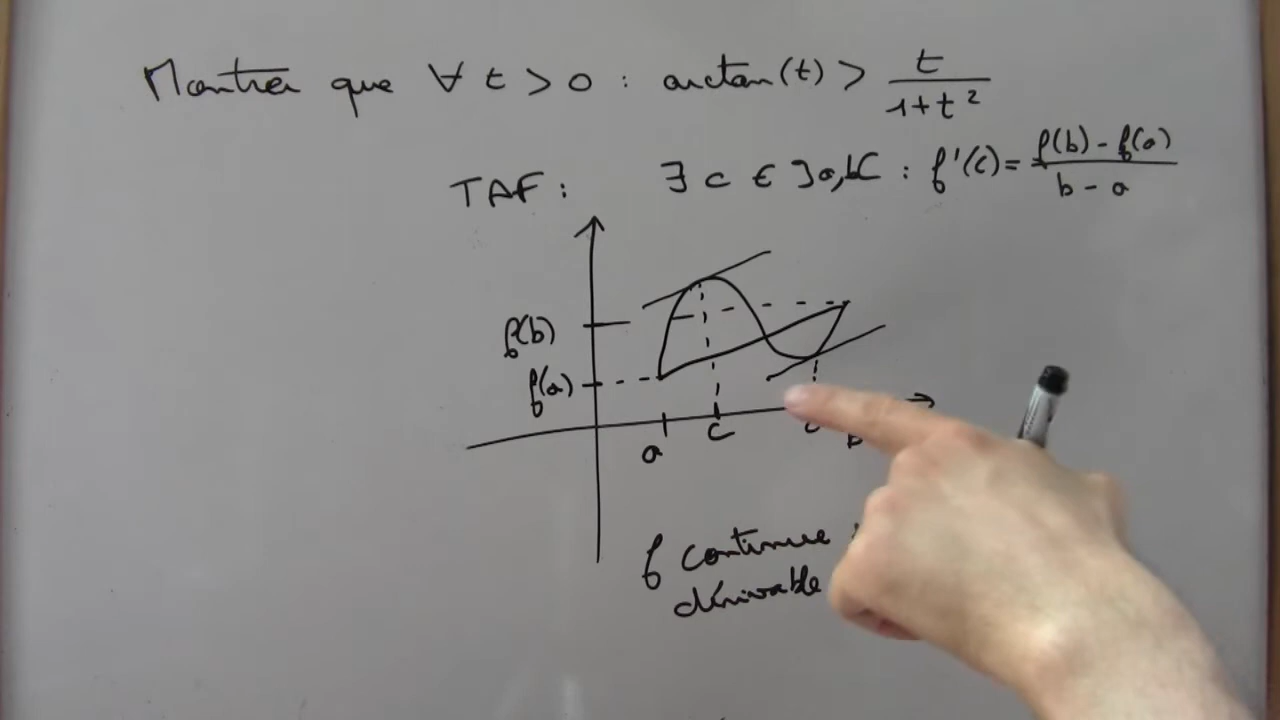 Montrer que ∀ t > 0 : arctan(t) > t/(1+t²)
TAF : ∃ c ∈ ]a,b[ : f'(c) = (f(b) - f(a))/(b - a)
f(b)
f(a)
a c c b
f continue
dérivable